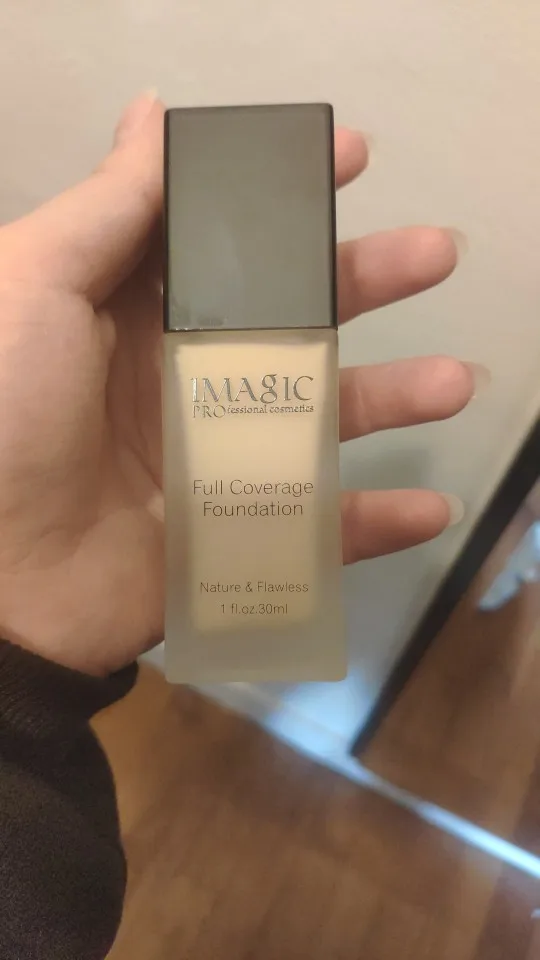 IMAGIC
PROfessional cosmetics
Full Coverage
Foundation
Nature & Flawless
1 fl.oz.30ml